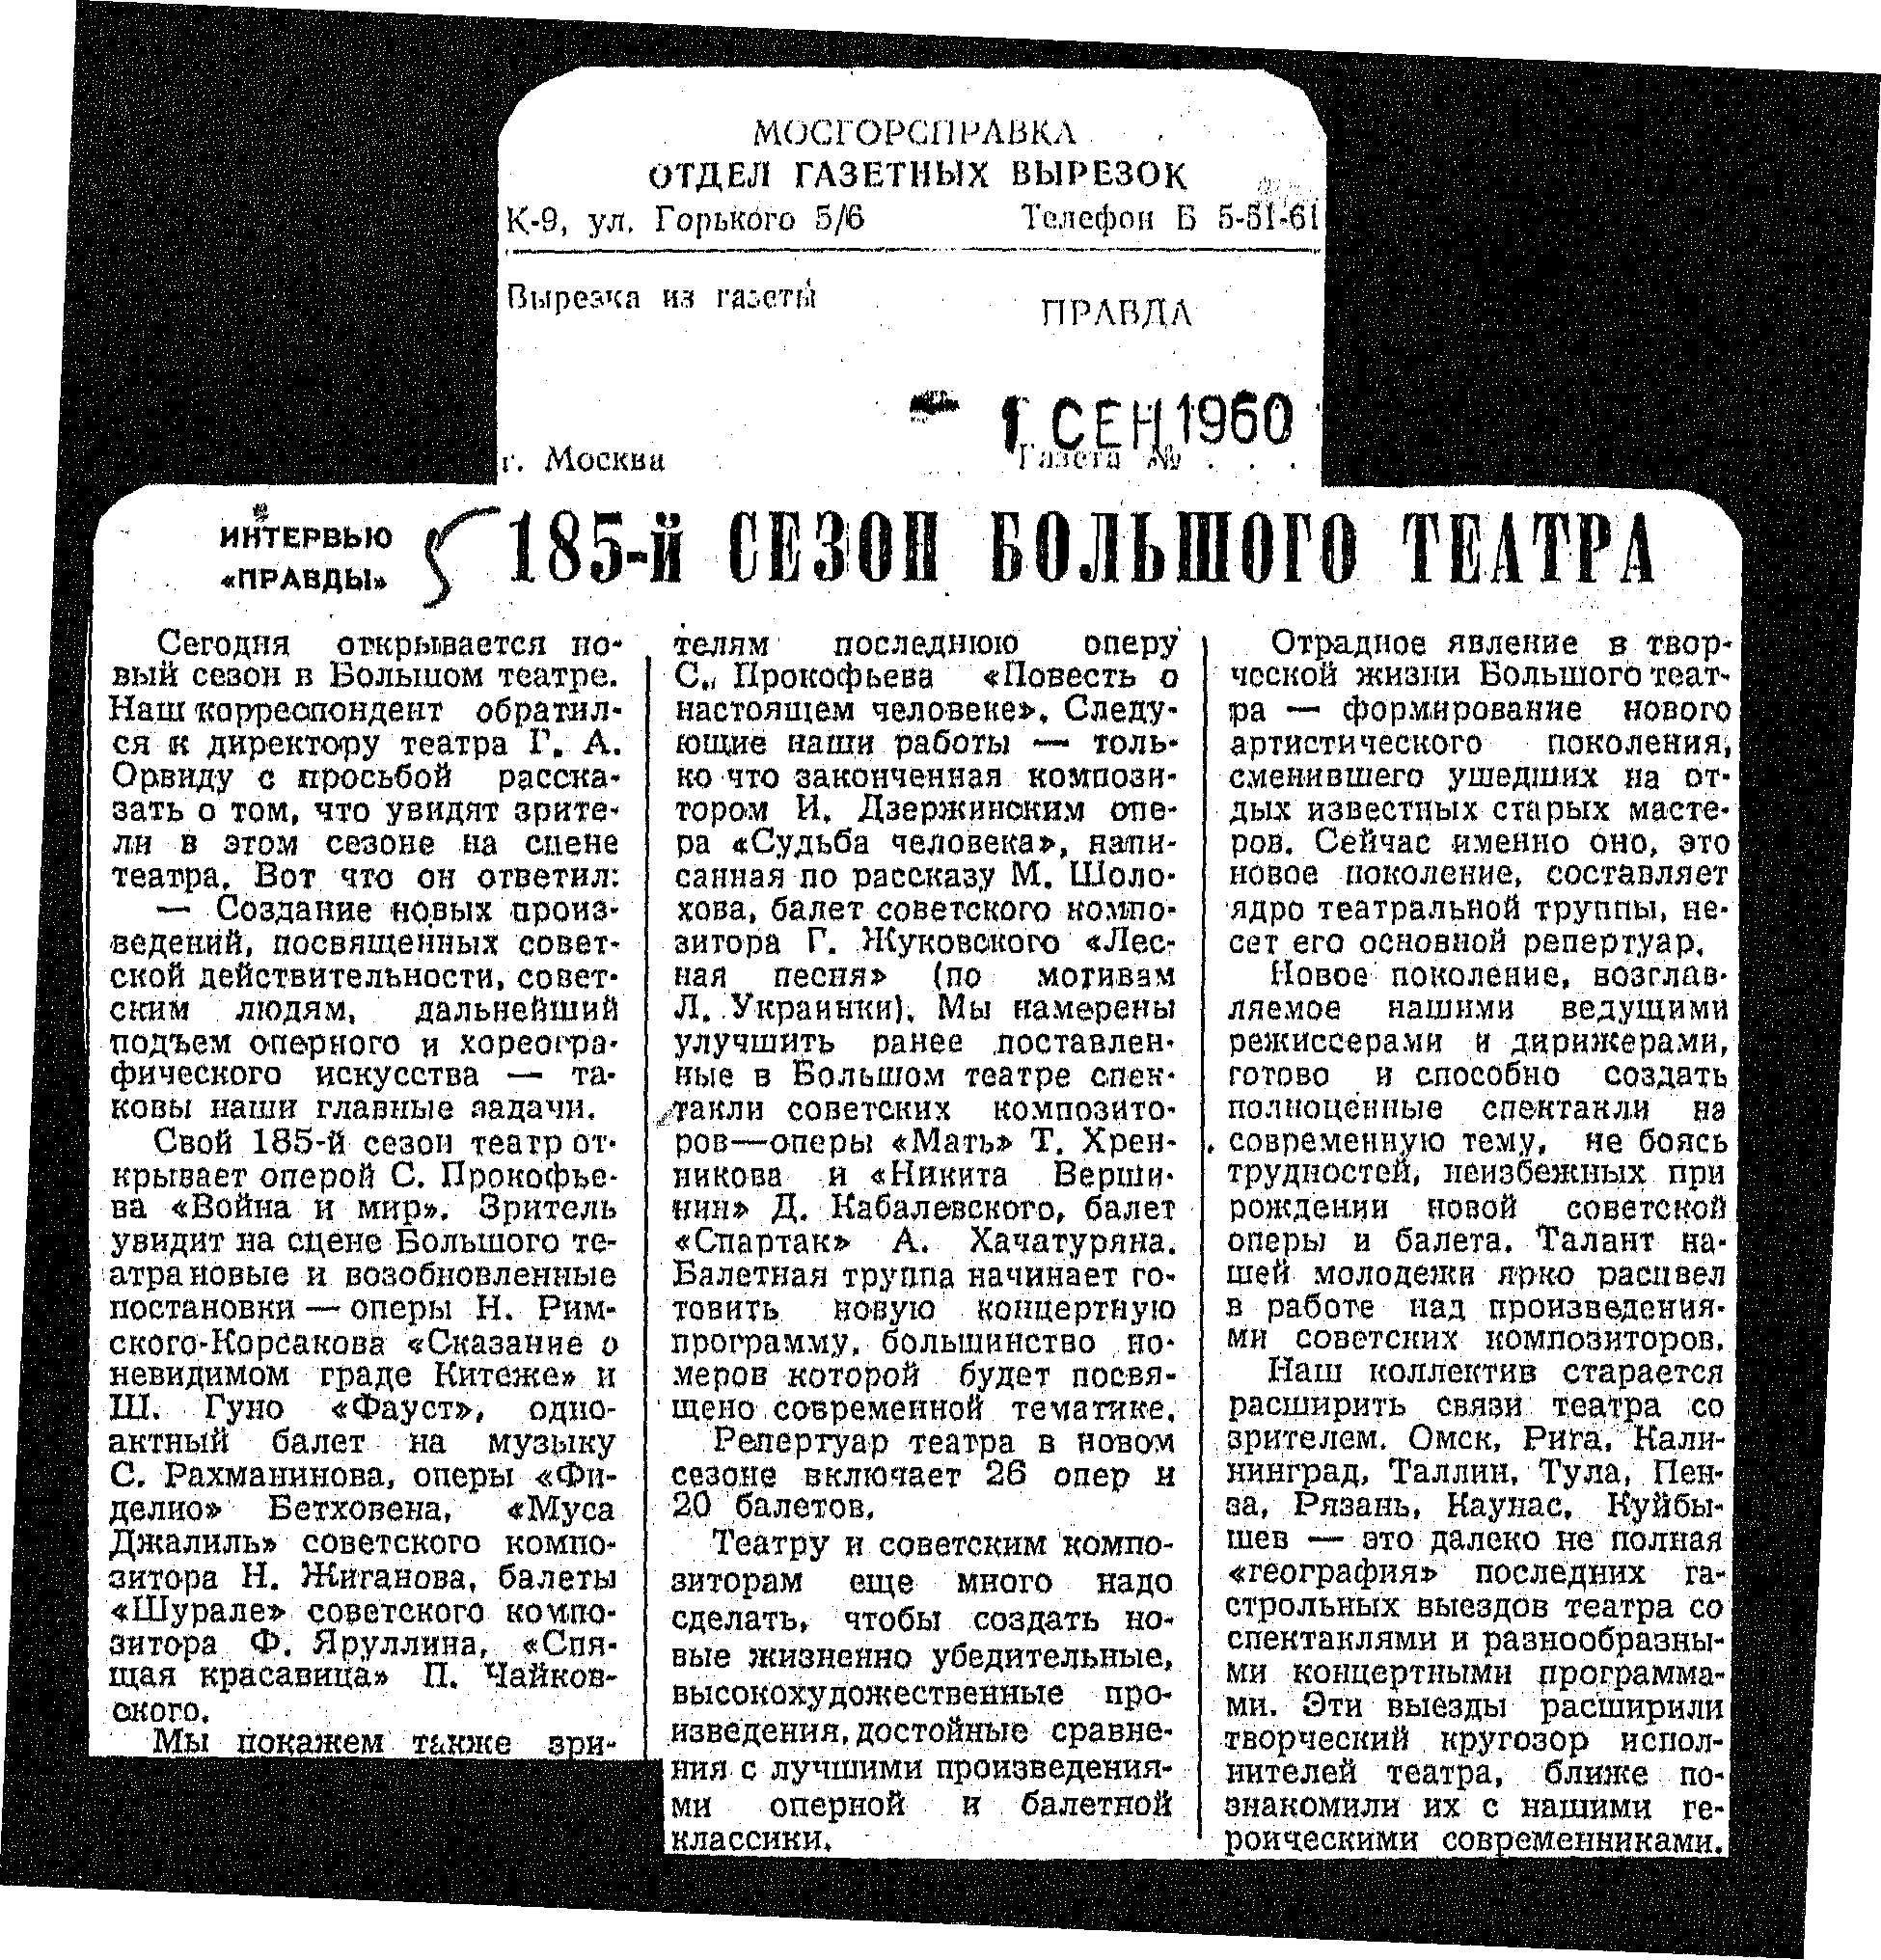 МОСГОРСПРАВКА
ОТДЕЛ ГАЗЕТНЫХ ВЫРЕЗОК
К-9, ул. Горького 5/6 Телефон Б 5-51-61
Вырезка из газеты
ПРАВДА
1 СЕН 1960
г. Москва Газета № . . .
ИНТЕРВЬЮ
«ПРАВДЫ»
185-й СЕЗОН БОЛЬШОГО ТЕАТРА
Сегодня открывается но-
вый сезон в Большом театре.
Наш корреспондент обратил-
ся к директору театра Г. А.
Орвиду с просьбой расска-
зать о том, что увидят зрите-
ли в этом сезоне на сцене
театра. Вот что он ответил:
— Создание новых произ-
ведений, посвященных совет-
ской действительности, совет-
ским людям, дальнейший
подъем оперного и хореогра-
фического искусства — та-
ковы наши главные задачи.
Свой 185-й сезон театр от-
крывает оперой С. Прокофье-
ва «Война и мир». Зритель
увидит на сцене Большого те-
атра новые и возобновленные
постановки — оперы Н. Рим-
ского-Корсакова «Сказание о
невидимом граде Китеже» и
Ш. Гуно «Фауст», одно-
актный балет на музыку
С. Рахманинова, оперы «Фи-
делио» Бетховена, «Муса
Джалиль» советского компо-
зитора Н. Жиганова, балеты
«Шурале» советского компо-
зитора Ф. Яруллина, «Спя-
щая красавица» П. Чайков-
ского.
Мы покажем также зри-
телям последнюю оперу
С. Прокофьева «Повесть о
настоящем человеке». Следу-
ющие наши работы — толь-
ко что законченная компози-
тором И. Дзержинским опе-
ра «Судьба человека», напи-
санная по рассказу М. Шоло-
хова, балет советского компо-
зитора Г. Жуковского «Лес-
ная песня» (по мотивам
Л. Украинки). Мы намерены
улучшить ранее поставлен-
ные в Большом театре спек-
такли советских композито-
ров—оперы «Мать» Т. Хрен-
никова и «Никита Верши-
нин» Д. Кабалевского, балет
«Спартак» А. Хачатуряна.
Балетная труппа начинает го-
товить новую концертную
программу, большинство но-
меров которой будет посвя-
щено современной тематике.
Репертуар театра в новом
сезоне включает 26 опер и
20 балетов.
Театру и советским компо-
зиторам еще много надо
сделать, чтобы создать но-
вые жизненно убедительные,
высокохудожественные про-
изведения, достойные сравне-
ния с лучшими произведения-
ми оперной и балетной
классики.
Отрадное явление в твор-
ческой жизни Большого теат-
ра — формирование нового
артистического поколения,
сменившего ушедших на от-
дых известных старых масте-
ров. Сейчас именно оно, это
новое поколение, составляет
ядро театральной труппы, не-
сет его основной репертуар.
Новое поколение, возглав-
ляемое нашими ведущими
режиссерами и дирижерами,
готово и способно создать
полноценные спектакли на
современную тему, не боясь
трудностей, неизбежных при
рождении новой советской
оперы и балета. Талант на-
шей молодежи ярко расцвел
в работе над произведения-
ми советских композиторов.
Наш коллектив старается
расширить связи театра со
зрителем. Омск, Рига, Кали-
нинград, Таллин, Тула, Пен-
за, Рязань, Каунас, Куйбы-
шев — это далеко не полная
«география» последних га-
строльных выездов театра со
спектаклями и разнообразны-
ми концертными программа-
ми. Эти выезды расширили
творческий кругозор испол-
нителей театра, ближе по-
знакомили их с нашими ге-
роическими современниками.